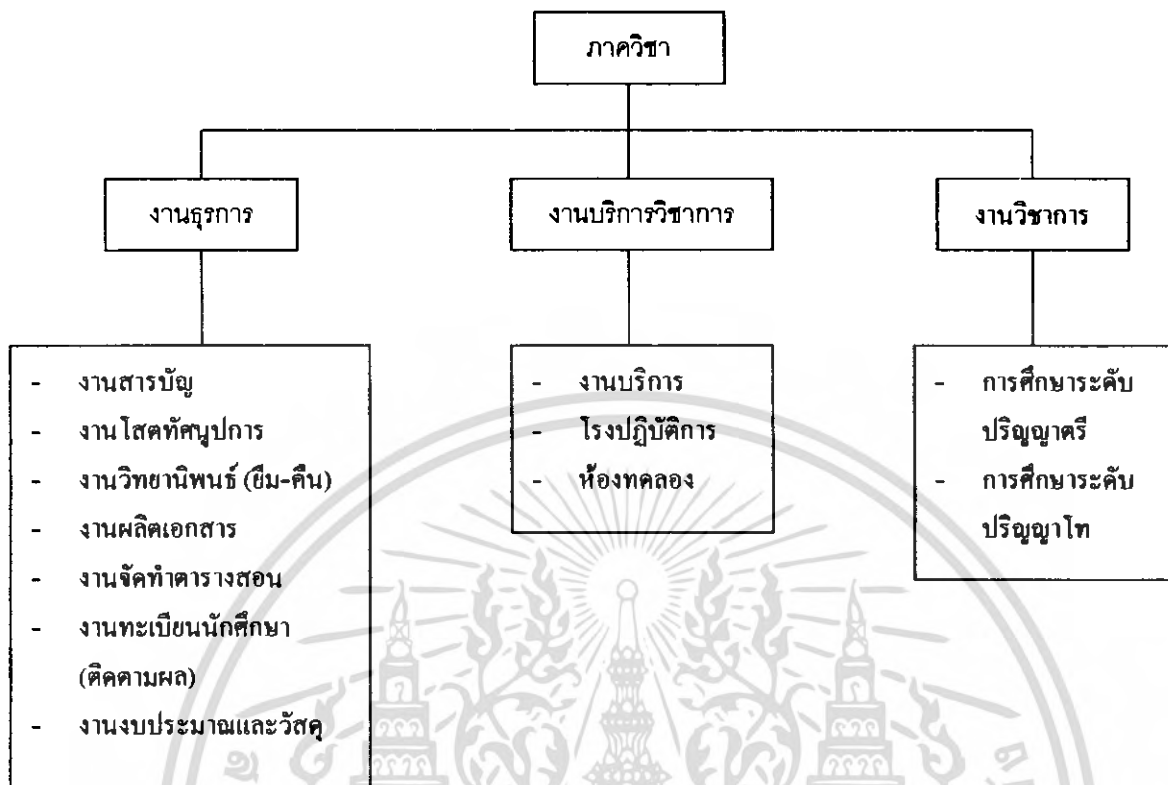 ภาควิชา
งานธุรการ
งานบริการวิชาการ
งานวิชาการ
- งานสารบัญ
- งานโสตทัศนูปการ
- งานวิทยานิพนธ์ (ยืม-คืน)
- งานผลิตเอกสาร
- งานจัดทำตารางสอน
- งานทะเบียนนักศึกษา
(ติดตามผล)
- งานงบประมาณและวัสดุ
- งานบริการ
- โรงปฏิบัติการ
- ห้องทดลอง
- การศึกษาระดับ
ปริญญาตรี
- การศึกษาระดับ
ปริญญาโท